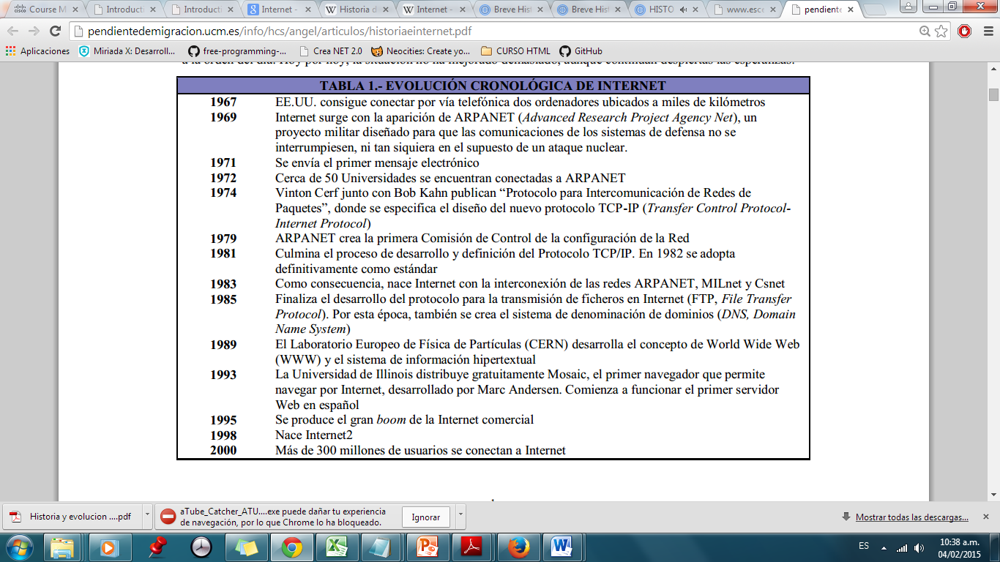 cisco Course M
Introducti
Introducti
Internet -
Historia d
Internet -
Breve Hist
Breve Hist
HISTO
www.esce
pendiente
pendientedemigracion.ucm.es/info/hcs/angel/articulos/historiaeinternet.pdf
Aplicaciones Miriada X: Desarroll... free-programming-... Crea NET 2.0 Neocities: Create yo... CURSO HTML GitHub
a la orden del día. Hoy por hoy, la situación no ha mejorado demasiado, aunque continúan despiertas las esperanzas.
TABLA 1.- EVOLUCIÓN CRONOLÓGICA DE INTERNET
1967 EE.UU. consigue conectar por vía telefónica dos ordenadores ubicados a miles de kilómetros
1969 Internet surge con la aparición de ARPANET (Advanced Research Project Agency Net), un
proyecto militar diseñado para que las comunicaciones de los sistemas de defensa no se
interrumpiesen, ni tan siquiera en el supuesto de un ataque nuclear.
1971 Se envía el primer mensaje electrónico
1972 Cerca de 50 Universidades se encuentran conectadas a ARPANET
1974 Vinton Cerf junto con Bob Kahn publican “Protocolo para Intercomunicación de Redes de
Paquetes”, donde se especifica el diseño del nuevo protocolo TCP-IP (Transfer Control Protocol-
Internet Protocol)
1979 ARPANET crea la primera Comisión de Control de la configuración de la Red
1981 Culmina el proceso de desarrollo y definición del Protocolo TCP/IP. En 1982 se adopta
definitivamente como estándar
1983 Como consecuencia, nace Internet con la interconexión de las redes ARPANET, MILnet y Csnet
1985 Finaliza el desarrollo del protocolo para la transmisión de ficheros en Internet (FTP, File Transfer
Protocol). Por esta época, también se crea el sistema de denominación de dominios (DNS, Domain
Name System)
1989 El Laboratorio Europeo de Física de Partículas (CERN) desarrolla el concepto de World Wide Web
(WWW) y el sistema de información hipertextual
1993 La Universidad de Illinois distribuye gratuitamente Mosaic, el primer navegador que permite
navegar por Internet, desarrollado por Marc Andersen. Comienza a funcionar el primer servidor
Web en español
1995 Se produce el gran boom de la Internet comercial
1998 Nace Internet2
2000 Más de 300 millones de usuarios se conectan a Internet
Historia y evolucion ....pdf
aTube_Catcher_ATU....exe puede dañar tu experiencia
de navegación, por lo que Chrome lo ha bloqueado.
Ignorar
Mostrar todas las descargas...
ES
10:38 a.m.
04/02/2015